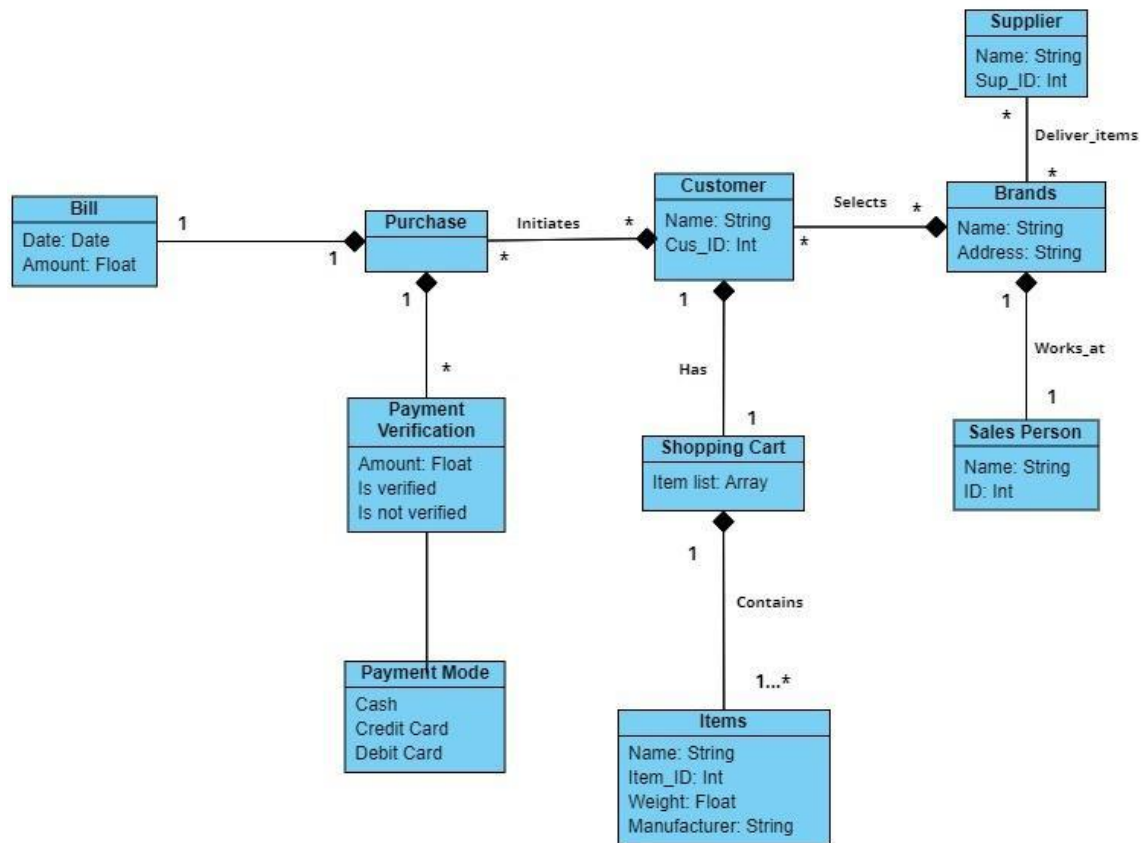 Supplier
Name: String
Sup_ID: Int
*
Deliver_items
*
Bill
Date: Date
Amount: Float
1
1
Purchase
Initiates
*
*
Customer
Name: String
Cus_ID: Int
Selects
*
*
Brands
Name: String
Address: String
1
*
Payment
Verification
Amount: Float
Is verified
Is not verified
Payment Mode
Cash
Credit Card
Debit Card
1
Has
1
Shopping Cart
Item list: Array
1
Contains
1...*
Items
Name: String
Item_ID: Int
Weight: Float
Manufacturer: String
1
Works_at
1
Sales Person
Name: String
ID: Int